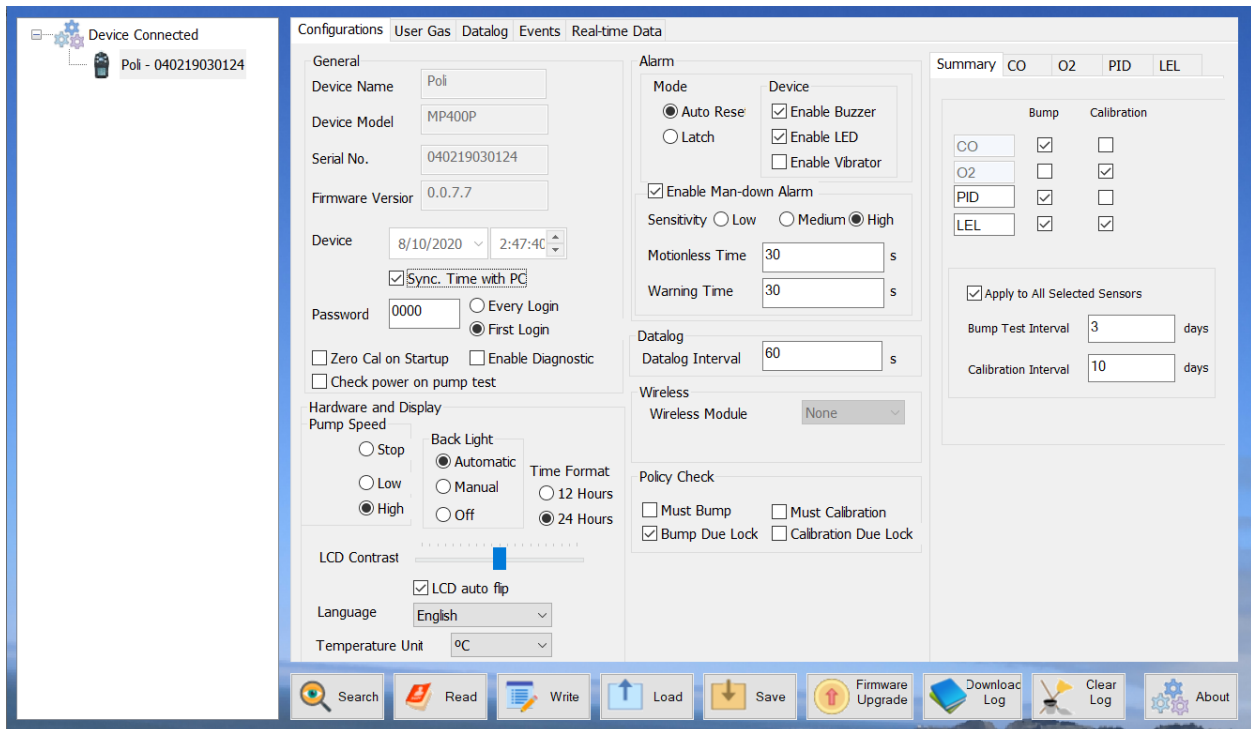 Device Connected
Poli - 040219030124
Configurations User Gas Datalog Events Real-time Data
General
Device Name Poli
Device Model MP400P
Serial No. 040219030124
Firmware Versior 0.0.7.7
Device 8/10/2020 2:47:40
Sync. Time with PC
Password 0000 Every Login
First Login
Zero Cal on Startup Enable Diagnostic
Check power on pump test
Hardware and Display
Pump Speed
Stop
Low
High
Back Light
Automatic
Manual
Off
Time Format
12 Hours
24 Hours
LCD Contrast
LCD auto flip
Language English
Temperature Unit ºC
Alarm
Mode
Auto Rese
Latch
Device
Enable Buzzer
Enable LED
Enable Vibrator
Enable Man-down Alarm
Sensitivity Low Medium High
Motionless Time 30 s
Warning Time 30 s
Datalog
Datalog Interval 60 s
Wireless
Wireless Module None
Policy Check
Must Bump Must Calibration
Bump Due Lock Calibration Due Lock
Summary CO O2 PID LEL
Bump Calibration
CO
O2
PID
LEL
Apply to All Selected Sensors
Bump Test Interval 3 days
Calibration Interval 10 days
Search Read Write Load Save Firmware Upgrade Download Log Clear Log About